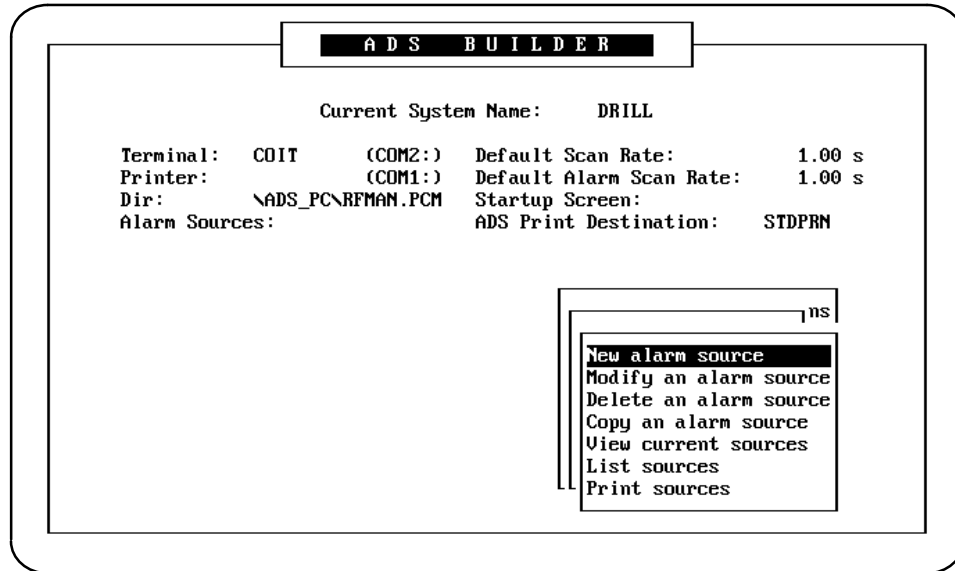 ADS BUILDER
Current System Name: DRILL
Terminal: COIT (COM2:) Default Scan Rate: 1.00 s
Printer: (COM1:) Default Alarm Scan Rate: 1.00 s
Dir: \ADS_PC\RFMAN.PCM Startup Screen:
Alarm Sources: ADS Print Destination: STDPRN
ns
New alarm source
Modify an alarm source
Delete an alarm source
Copy an alarm source
View current sources
List sources
Print sources